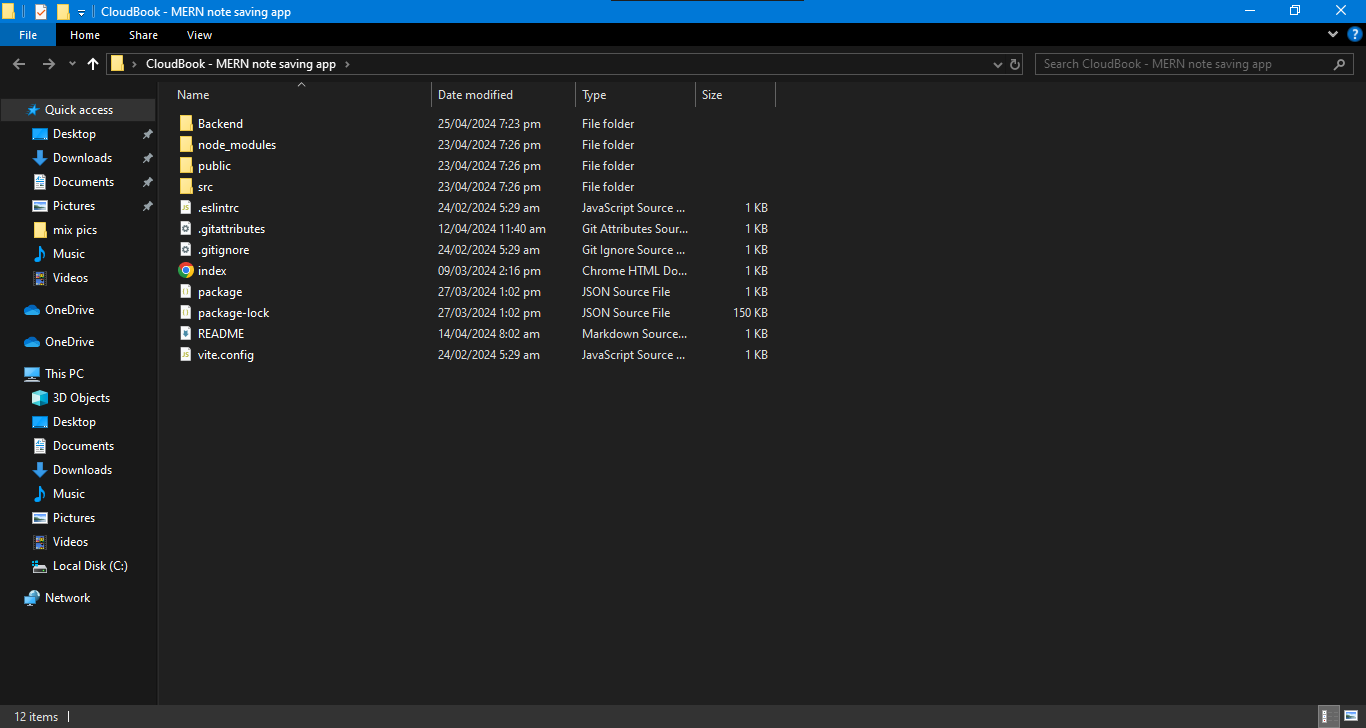 CloudBook - MERN note saving app
File Home Share View
CloudBook - MERN note saving app
Search CloudBook - MERN note saving app
Name Date modified Type Size
Quick access
Desktop
Downloads
Documents
Pictures
mix pics
Music
Videos
OneDrive
OneDrive
This PC
3D Objects
Desktop
Documents
Downloads
Music
Pictures
Videos
Local Disk (C:)
Network
Backend 25/04/2024 7:23 pm File folder
node_modules 23/04/2024 7:26 pm File folder
public 23/04/2024 7:26 pm File folder
src 23/04/2024 7:26 pm File folder
.eslintrc 24/02/2024 5:29 am JavaScript Source ... 1 KB
.gitattributes 12/04/2024 11:40 am Git Attributes Sour... 1 KB
.gitignore 24/02/2024 5:29 am Git Ignore Source ... 1 KB
index 09/03/2024 2:16 pm Chrome HTML Do... 1 KB
package 27/03/2024 1:02 pm JSON Source File 1 KB
package-lock 27/03/2024 1:02 pm JSON Source File 150 KB
README 14/04/2024 8:02 am Markdown Source... 1 KB
vite.config 24/02/2024 5:29 am JavaScript Source ... 1 KB
12 items